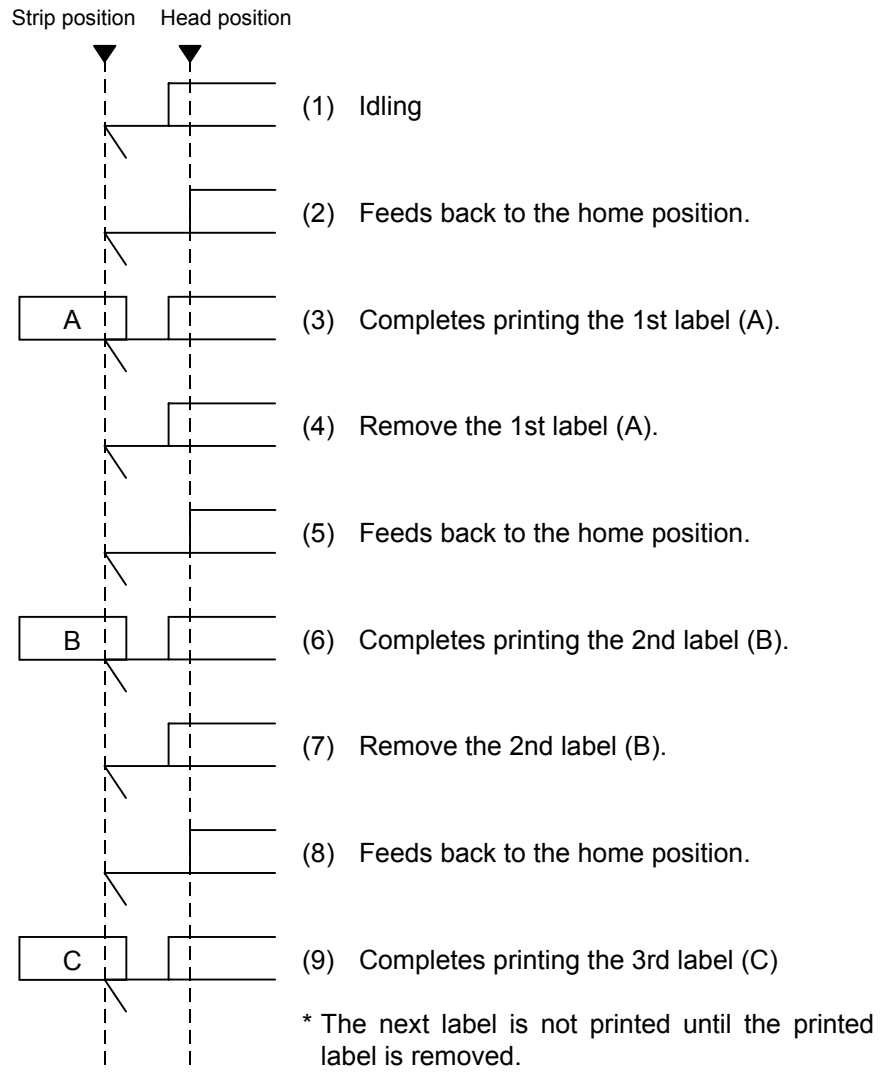 Strip position Head position
(1) Idling
(2) Feeds back to the home position.
A
(3) Completes printing the 1st label (A).
(4) Remove the 1st label (A).
(5) Feeds back to the home position.
B
(6) Completes printing the 2nd label (B).
(7) Remove the 2nd label (B).
(8) Feeds back to the home position.
C
(9) Completes printing the 3rd label (C)
* The next label is not printed until the printed
label is removed.